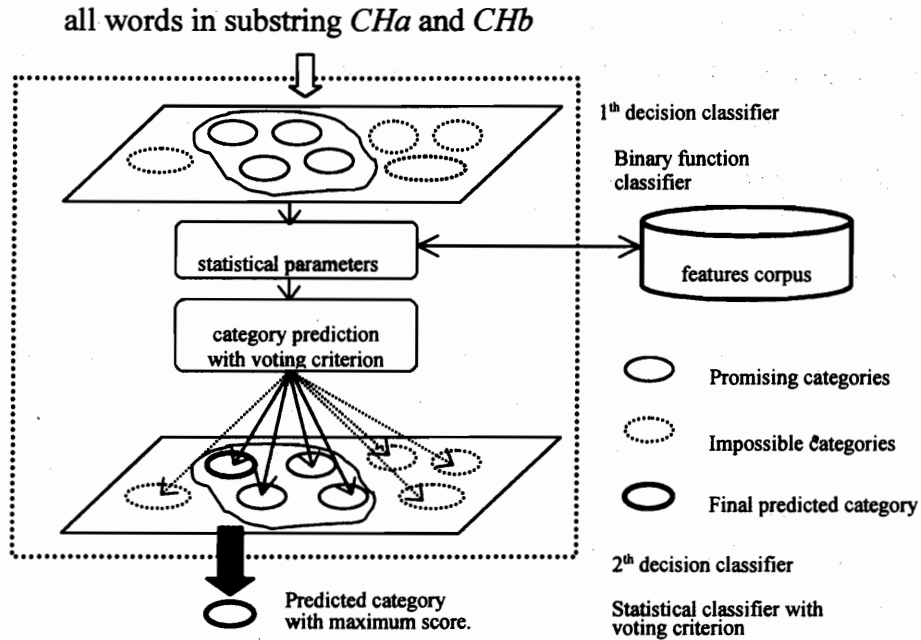 all words in substring CHa and CHb
1th decision classifier
Binary function
classifier
statistical parameters
features corpus
category prediction
with voting criterion
Promising categories
Impossible categories
Final predicted category
2th decision classifier
Predicted category
with maximum score.
Statistical classifier with
voting criterion